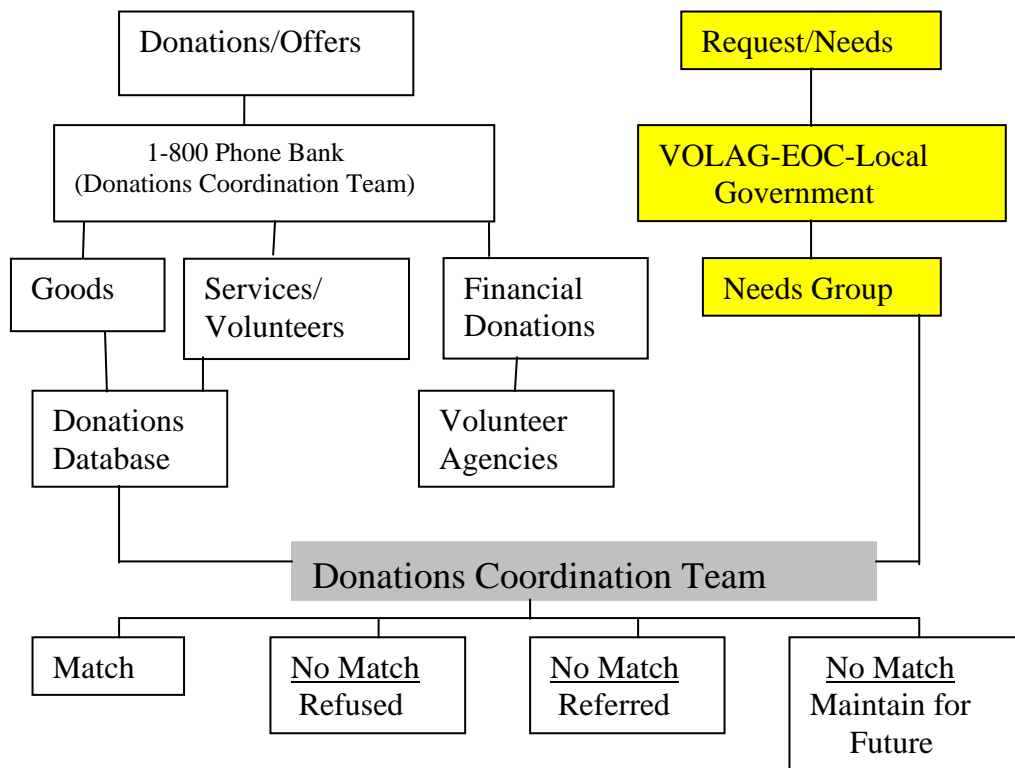 Donations/Offers
Request/Needs
1-800 Phone Bank
(Donations Coordination Team)
VOLAG-EOC-Local
Government
Goods
Services/
Volunteers
Financial
Donations
Needs Group
Donations
Database
Volunteer
Agencies
Donations Coordination Team
Match
No Match
Refused
No Match
Referred
No Match
Maintain for
Future